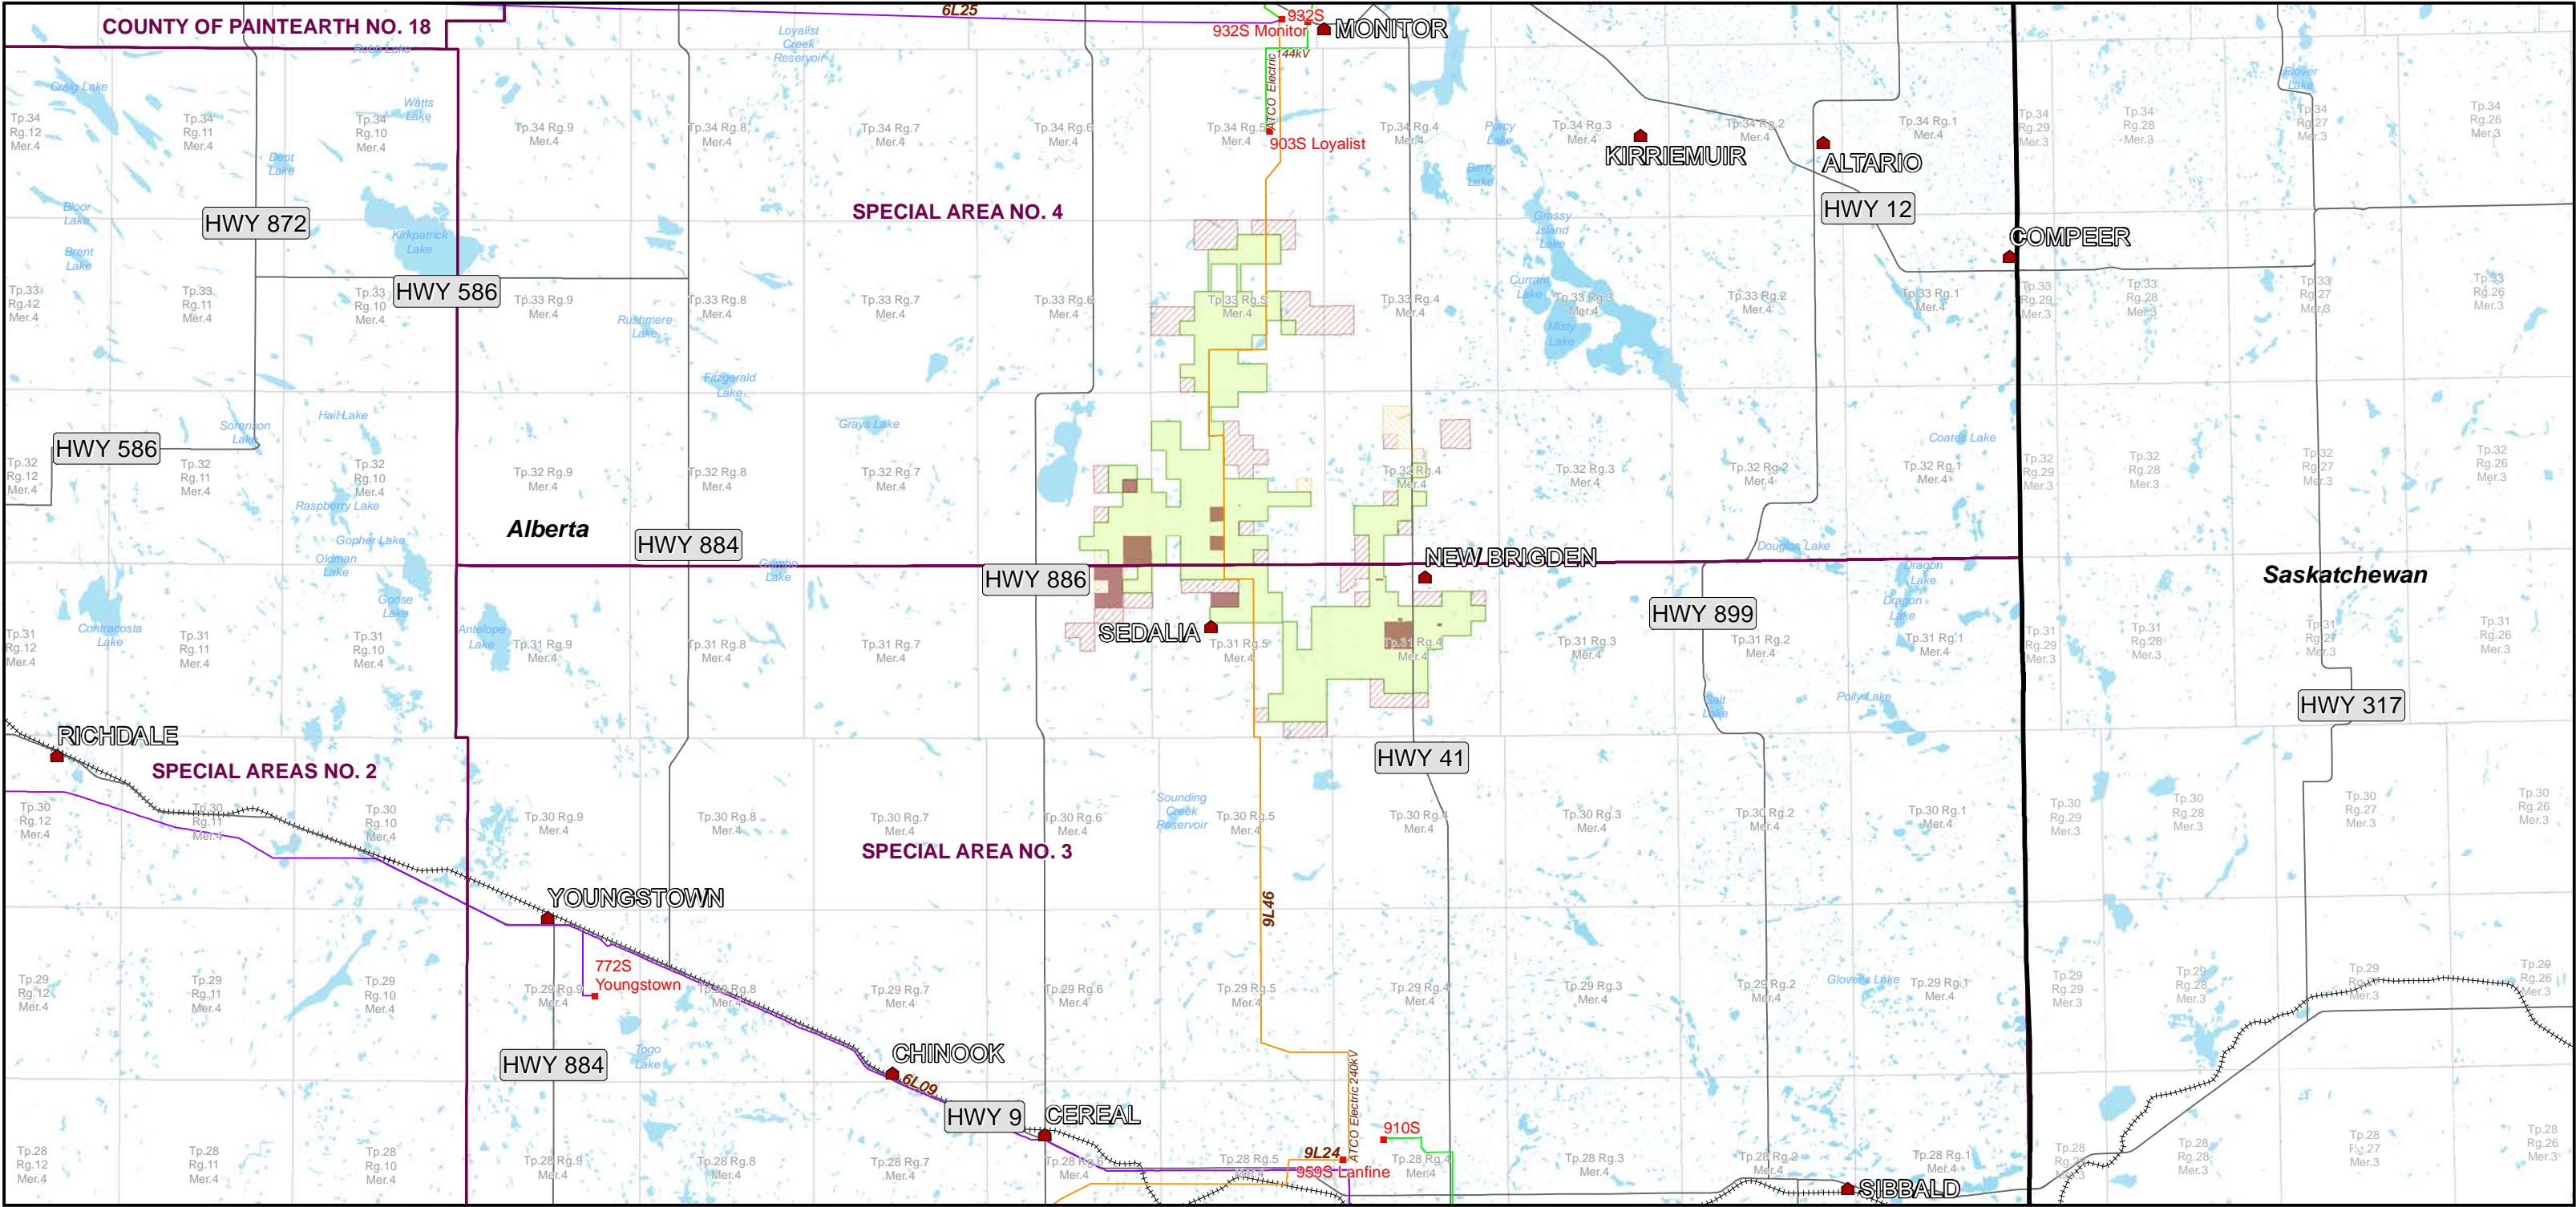 6L25
932S
COUNTY OF PAINTEARTH NO. 18
932S Monitor
MONITOR
Robb Lake
Loyalist
Creek
Reservoir
144kV
ATCO Electric
Craig Lake
Watts
Lake
Plover
Lake
Tp.34
Rg.12
Mer.4
Tp.34
Rg.11
Mer.4
Tp.34
Rg.10
Mer.4
Tp.34 Rg.9
Mer.4
Tp.34 Rg.8
Mer.4
Tp.34 Rg.7
Mer.4
Tp.34 Rg.6
Mer.4
Tp.34 Rg.5
Mer.4
Tp.34 Rg.4
Mer.4
Tp.34 Rg.3
Mer.4
Tp.34 Rg.2
Mer.4
Tp.34 Rg.1
Mer.4
Tp.34
Rg.29
Mer.3
Tp.34
Rg.28
Mer.3
Tp.34
Rg.27
Mer.3
Tp.34
Rg.26
Mer.3
903S Loyalist
Percy
Lake
Berry
Lake
KIRRIEMUIR
ALTARIO
Dent
Lake
Bloor
Lake
Brent
Lake
HWY 872
Kirkpatrick
Lake
SPECIAL AREA NO. 4
Grassy
Island
Lake
HWY 12
COMPEER
HWY 586
Currant
Lake
Misty
Lake
Tp.33
Rg.12
Mer.4
Tp.33
Rg.11
Mer.4
Tp.33
Rg.10
Mer.4
Tp.33 Rg.9
Mer.4
Tp.33 Rg.8
Mer.4
Tp.33 Rg.7
Mer.4
Tp.33 Rg.6
Mer.4
Tp.33 Rg.5
Mer.4
Tp.33 Rg.4
Mer.4
Tp.33 Rg.3
Mer.4
Tp.33 Rg.2
Mer.4
Tp.33 Rg.1
Mer.4
Tp.33
Rg.29
Mer.3
Tp.33
Rg.28
Mer.3
Tp.33
Rg.27
Mer.3
Tp.33
Rg.26
Mer.3
Rushmere
Lake
Fitzgerald
Lake
Hail Lake
Sorenson
Lake
Grays Lake
Coates Lake
HWY 586
Tp.32
Rg.12
Mer.4
Tp.32
Rg.11
Mer.4
Tp.32
Rg.10
Mer.4
Tp.32 Rg.9
Mer.4
Tp.32 Rg.8
Mer.4
Tp.32 Rg.7
Mer.4
Tp.32 Rg.4
Mer.4
Tp.32 Rg.3
Mer.4
Tp.32 Rg.2
Mer.4
Tp.32 Rg.1
Mer.4
Tp.32
Rg.29
Mer.3
Tp.32
Rg.28
Mer.3
Tp.32
Rg.27
Mer.3
Tp.32
Rg.26
Mer.3
Raspberry Lake
Gopher Lake
Oldman
Lake
Alberta
HWY 884
Grimbo
Lake
HWY 886
NEW BRIGDEN
Douglas Lake
Dragon
Lake
Dragon
Lake
Saskatchewan
Goose
Lake
Contracosta
Lake
Antelope
Lake
SEDALIA
HWY 899
Tp.31
Rg.12
Mer.4
Tp.31
Rg.11
Mer.4
Tp.31
Rg.10
Mer.4
Tp.31 Rg.9
Mer.4
Tp.31 Rg.8
Mer.4
Tp.31 Rg.7
Mer.4
Tp.31 Rg.5
Mer.4
Tp.31 Rg.4
Mer.4
Tp.31 Rg.3
Mer.4
Tp.31 Rg.2
Mer.4
Tp.31 Rg.1
Mer.4
Tp.31
Rg.29
Mer.3
Tp.31
Rg.28
Mer.3
Tp.31
Rg.27
Mer.3
Tp.31
Rg.26
Mer.3
Salt
Lake
Polly Lake
HWY 317
RICHDALE
SPECIAL AREAS NO. 2
HWY 41
Tp.30
Rg.12
Mer.4
Tp.30
Rg.11
Mer.4
Tp.30
Rg.10
Mer.4
Tp.30 Rg.9
Mer.4
Tp.30 Rg.8
Mer.4
Tp.30 Rg.7
Mer.4
Tp.30 Rg.6
Mer.4
Sounding
Creek
Reservoir
Tp.30 Rg.5
Mer.4
Tp.30 Rg.4
Mer.4
Tp.30 Rg.3
Mer.4
Tp.30 Rg.2
Mer.4
Tp.30 Rg.1
Mer.4
Tp.30
Rg.29
Mer.3
Tp.30
Rg.28
Mer.3
Tp.30
Rg.27
Mer.3
Tp.30
Rg.26
Mer.3
SPECIAL AREA NO. 3
YOUNGSTOWN
9L46
772S
Youngstown
Tp.29
Rg.12
Mer.4
Tp.29
Rg.11
Mer.4
Tp.29
Rg.10
Mer.4
Tp.29 Rg.9
Mer.4
Tp.29 Rg.8
Mer.4
Tp.29 Rg.7
Mer.4
Tp.29 Rg.6
Mer.4
Tp.29 Rg.5
Mer.4
Tp.29 Rg.4
Mer.4
Tp.29 Rg.3
Mer.4
Tp.29 Rg.2
Mer.4
Glovers Lake
Tp.29 Rg.1
Mer.4
Tp.29
Rg.29
Mer.3
Tp.29
Rg.28
Mer.3
Tp.29
Mer.3
Tp.29
Rg.26
Mer.3
Togo
Lake
HWY 884
CHINOOK
6L09
HWY 9
CEREAL
ATCO Electric 240kV
910S
9L24
959S Lanfine
Tp.28
Rg.12
Mer.4
Tp.28
Rg.11
Mer.4
Tp.28
Rg.10
Mer.4
Tp.28 Rg.9
Mer.4
Tp.28 Rg.8
Mer.4
Tp.28 Rg.7
Mer.4
Tp.28 Rg.6
Mer.4
Tp.28 Rg.5
Mer.4
Tp.28 Rg.4
Mer.4
Tp.28 Rg.3
Mer.4
Tp.28 Rg.2
Mer.4
Tp.28 Rg.1
Mer.4
Tp.28
Rg.29
Mer.3
Tp.28
Rg.28
Mer.3
Tp.28
Rg.27
Mer.3
Tp.28
Rg.26
Mer.3
SIBBALD